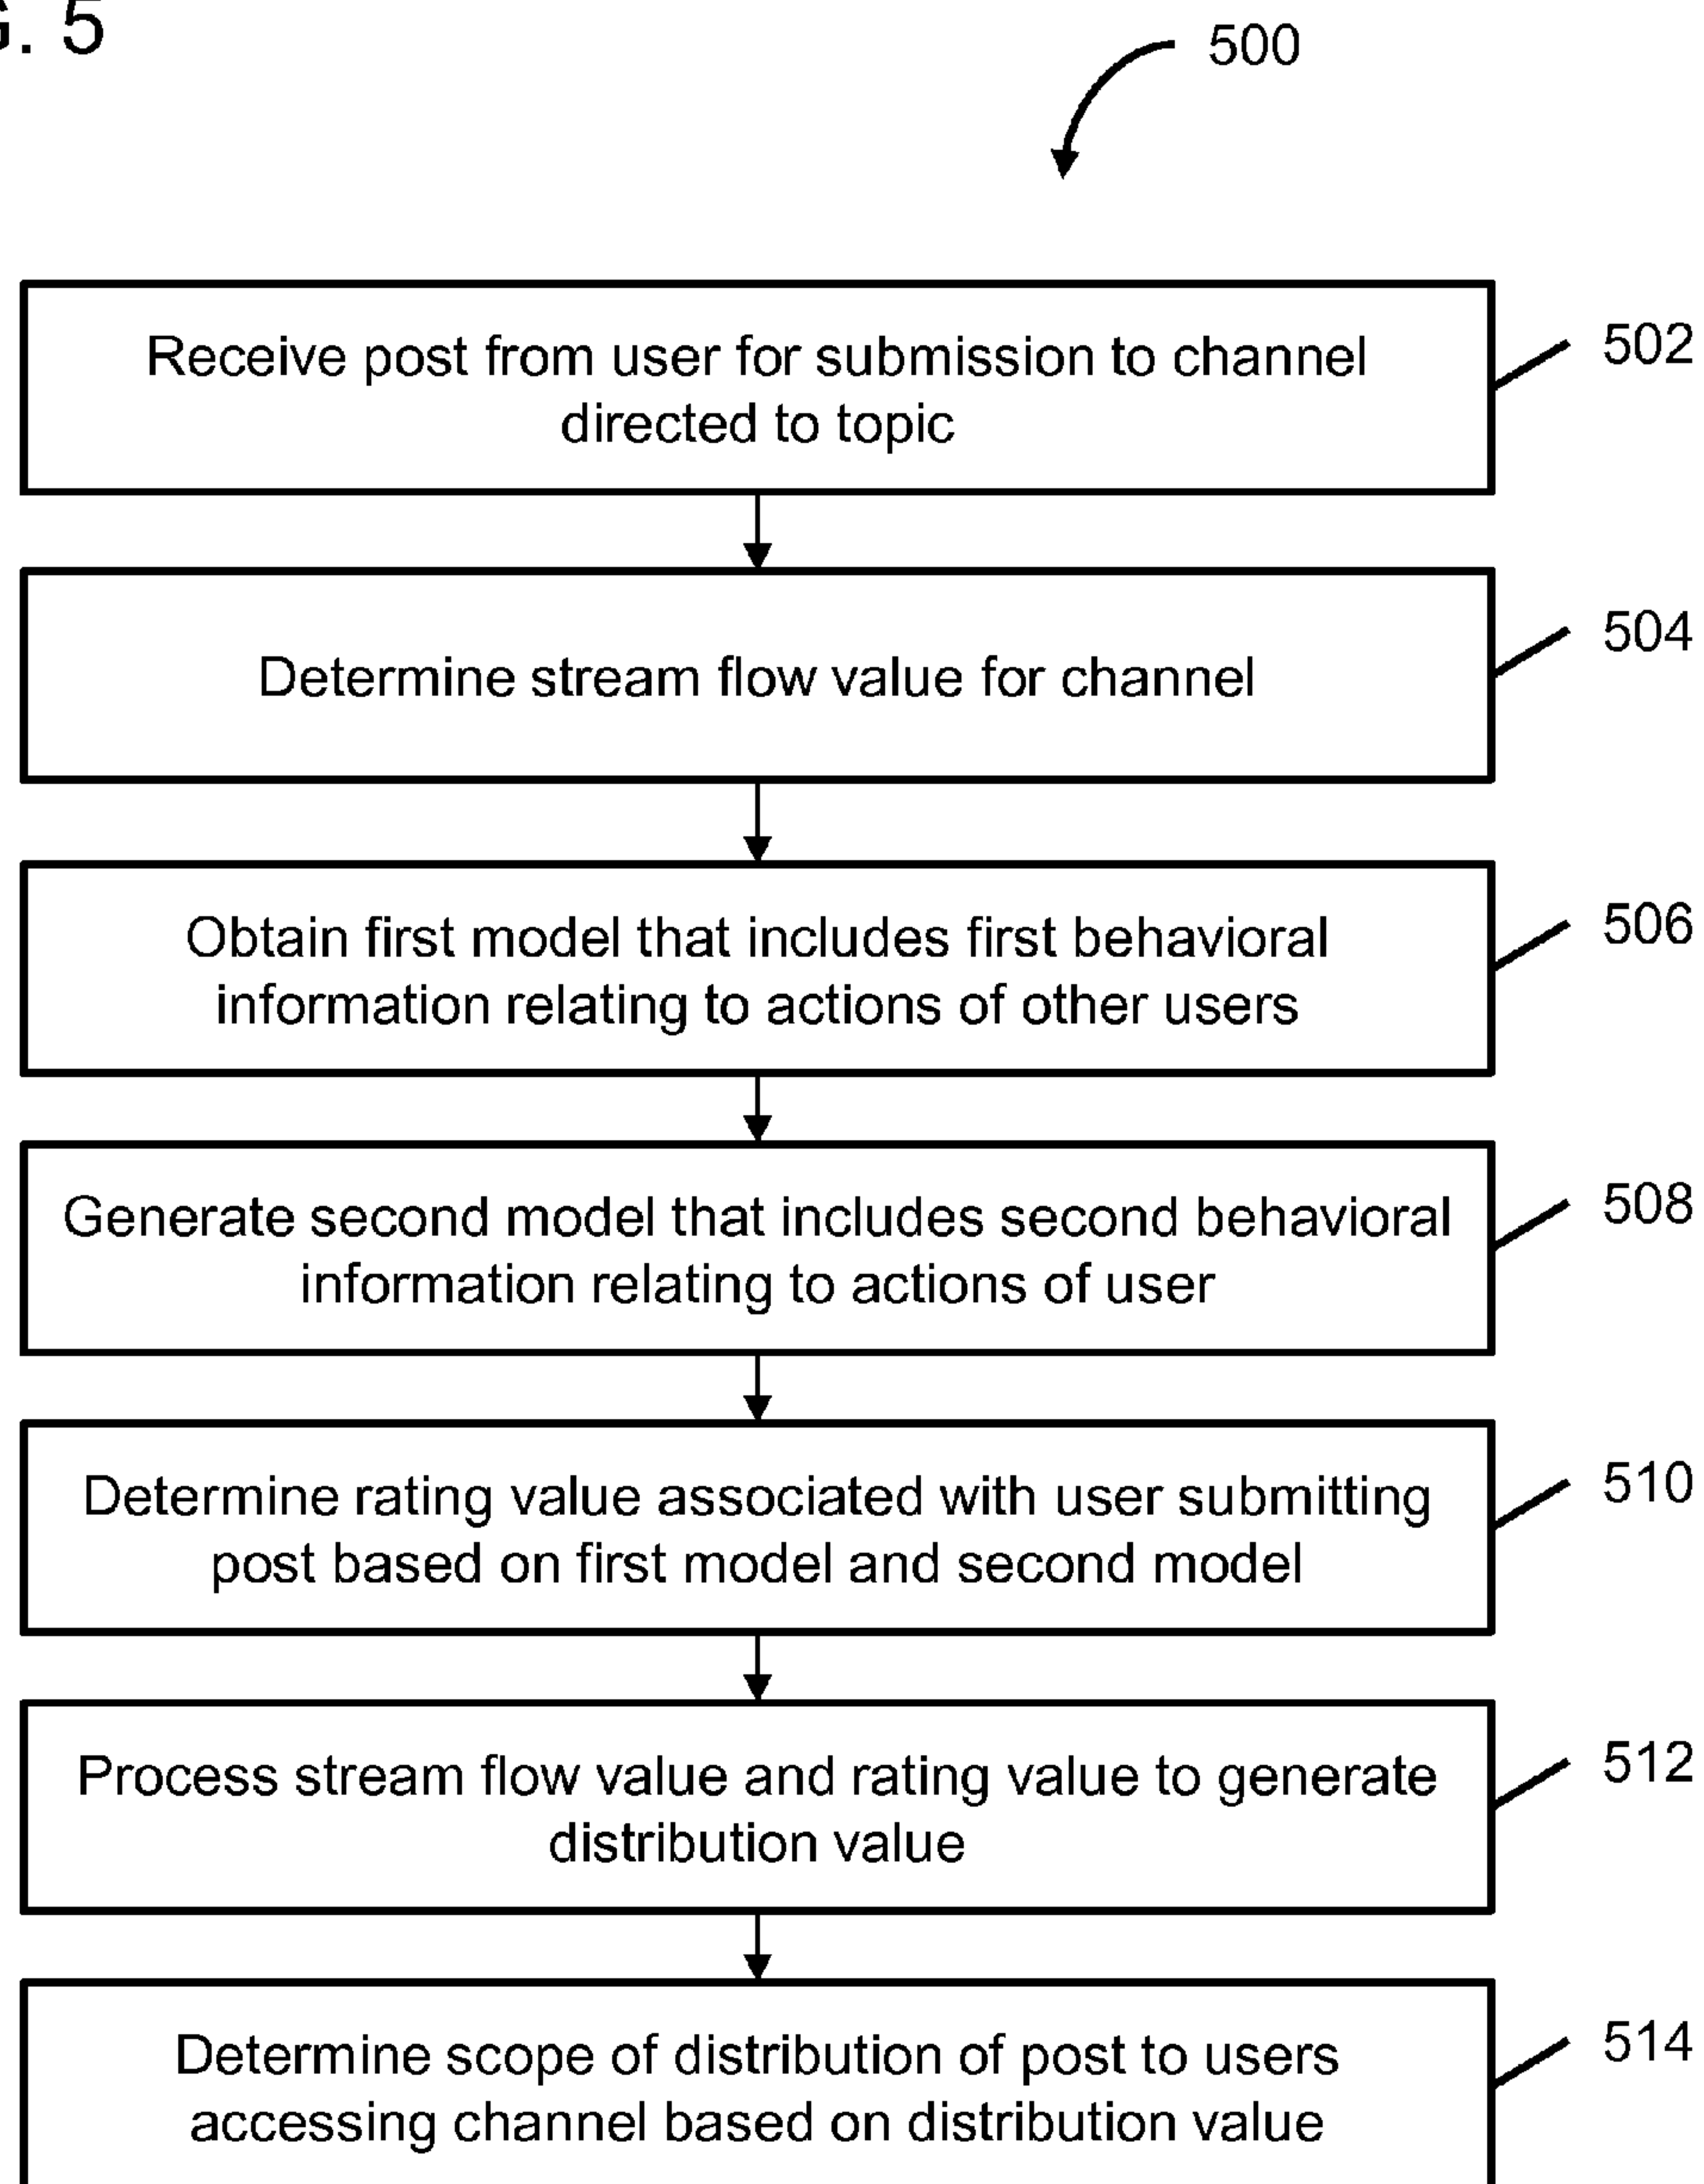 . 5
500
Receive post from user for submission to channel
directed to topic
502
Determine stream flow value for channel
504
Obtain first model that includes first behavioral
information relating to actions of other users
506
Generate second model that includes second behavioral
information relating to actions of user
508
Determine rating value associated with user submitting
post based on first model and second model
510
Process stream flow value and rating value to generate
distribution value
512
Determine scope of distribution of post to users
accessing channel based on distribution value
514